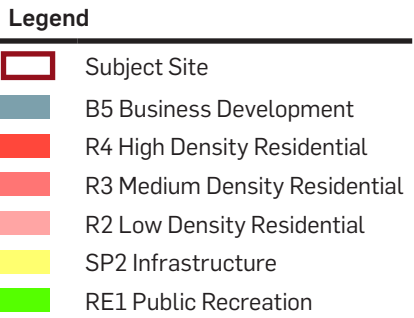 Legend
Subject Site
B5 Business Development
R4 High Density Residential
R3 Medium Density Residential
R2 Low Density Residential
SP2 Infrastructure
RE1 Public Recreation